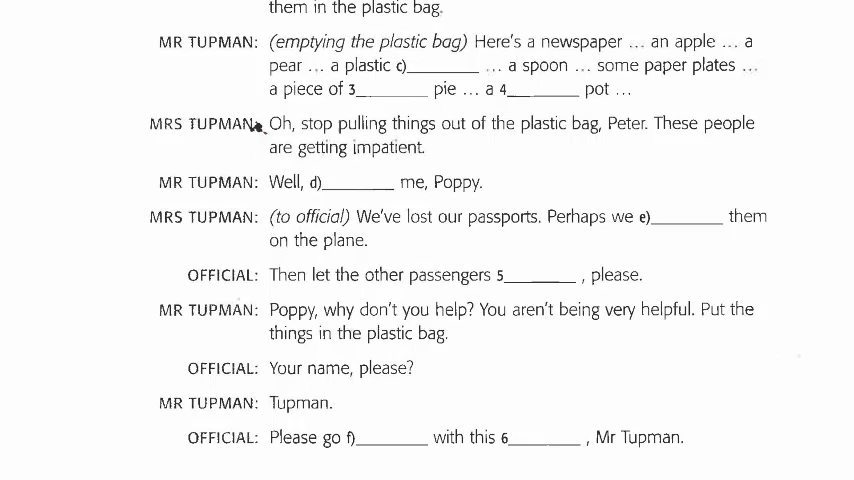 them in the plastic bag.
MR TUPMAN: (emptying the plastic bag) Here's a newspaper ... an apple ... a
pear ... a plastic c)________ ... a spoon ... some paper plates ...
a piece of 3________ pie ... a 4________ pot ...
MRS TUPMAN: Oh, stop pulling things out of the plastic bag, Peter. These people
are getting impatient.
MR TUPMAN: Well, d)________ me, Poppy.
MRS TUPMAN: (to official) We've lost our passports. Perhaps we e)________ them
on the plane.
OFFICIAL: Then let the other passengers 5________ , please.
MR TUPMAN: Poppy, why don't you help? You aren't being very helpful. Put the
things in the plastic bag.
OFFICIAL: Your name, please?
MR TUPMAN: Tupman.
OFFICIAL: Please go f)________ with this 6________ , Mr Tupman.